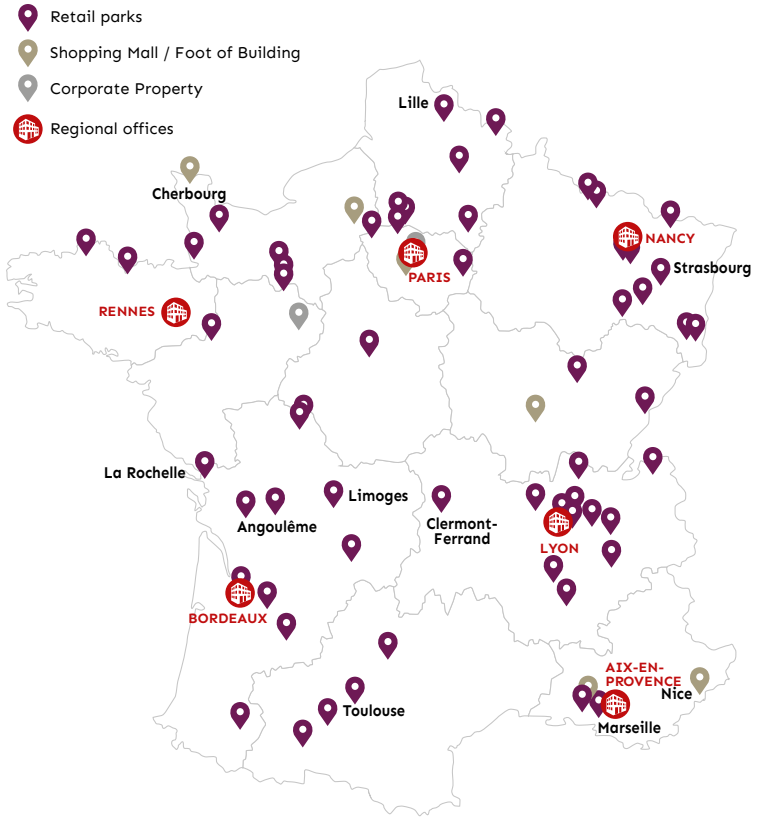 Retail parks
Shopping Mall / Foot of Building
Corporate Property
Regional offices
Lille
Cherbourg
NANCY
Strasbourg
PARIS
RENNES
La Rochelle
Limoges
Angoulême
Clermont-
Ferrand
LYON
BORDEAUX
AIX-EN-
PROVENCE
Nice
Toulouse
Marseille